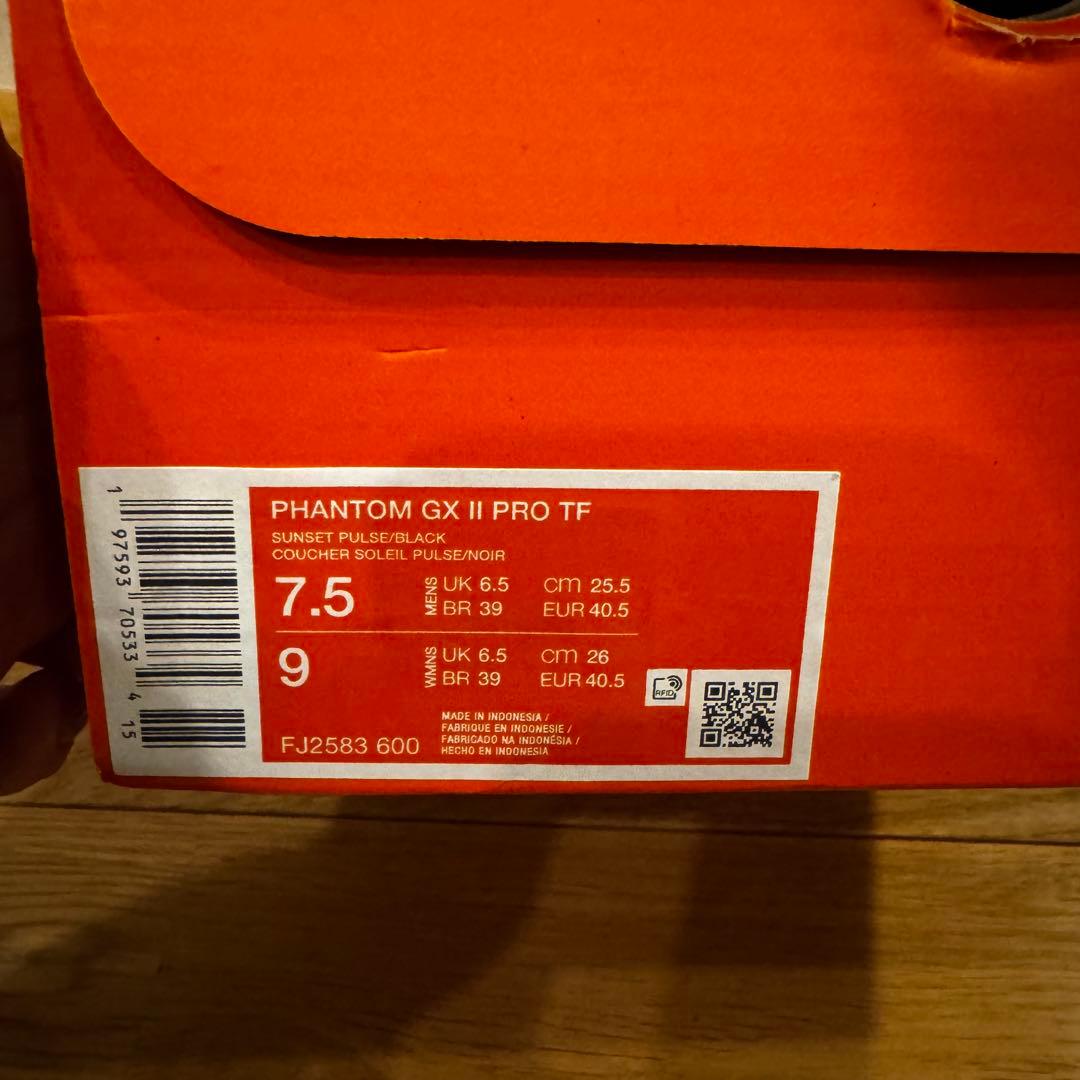 PHANTOM GX II PRO TF
SUNSET PULSE/BLACK
COUCHER SOLEIL PULSE/NOIR
7.5 MENS UK 6.5 CM 25.5
BR 39 EUR 40.5
9 WMNS UK 6.5 CM 26
BR 39 EUR 40.5
RFID
MADE IN INDONESIA /
FABRIQUE EN INDONESIE /
FABRICADO NA INDONÉSIA /
HECHO EN INDONESIA
FJ2583 600
1 97593 70533 4 15